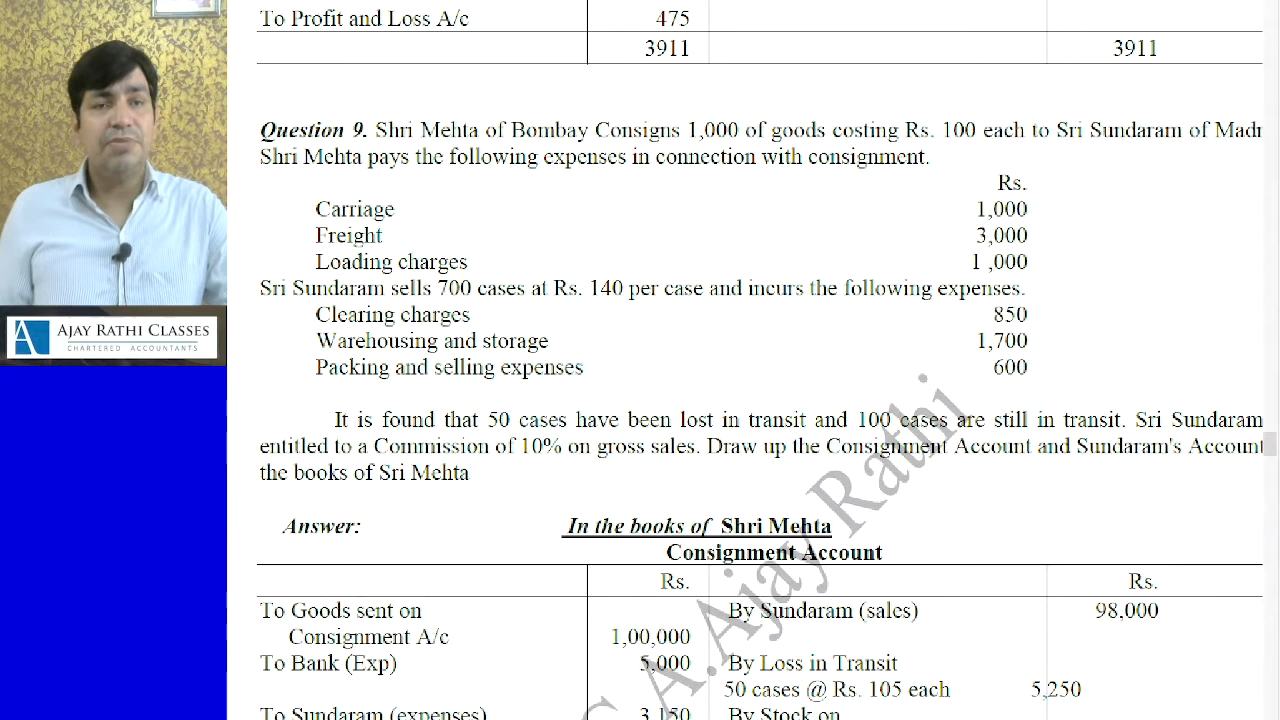 To Profit and Loss A/c 475
3911 3911
Question 9. Shri Mehta of Bombay Consigns 1,000 of goods costing Rs. 100 each to Sri Sundaram of Madr
Shri Mehta pays the following expenses in connection with consignment.
Rs.
Carriage 1,000
Freight 3,000
Loading charges 1 ,000
Sri Sundaram sells 700 cases at Rs. 140 per case and incurs the following expenses.
Clearing charges 850
Warehousing and storage 1,700
Packing and selling expenses 600
It is found that 50 cases have been lost in transit and 100 cases are still in transit. Sri Sundaram
entitled to a Commission of 10% on gross sales. Draw up the Consignment Account and Sundaram's Account
the books of Sri Mehta
Answer: In the books of Shri Mehta
Consignment Account
Rs. Rs.
To Goods sent on By Sundaram (sales) 98,000
Consignment A/c 1,00,000
To Bank (Exp) 5,000 By Loss in Transit
50 cases @ Rs. 105 each 5,250
To Sundaram (expenses) 3,150 By Stock on
AJAY RATHI CLASSES
CHARTERED ACCOUNTANTS
C A.Ajay Rathi